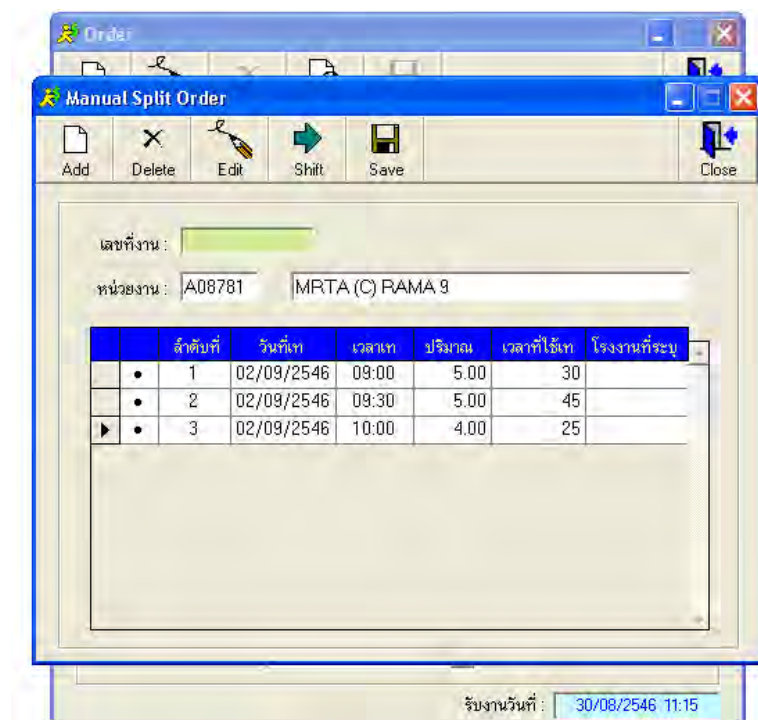 Order
Manual Split Order
Add Delete Edit Shift Save Close
เลขที่งาน :
หน่วยงาน : A08781 MRTA (C) RAMA 9
ลำดับที่ วันที่เท เวลาเท ปริมาณ เวลาที่ใช้เท โรงงานที่ระบุ
1 02/09/2546 09:00 5.00 30
2 02/09/2546 09:30 5.00 45
3 02/09/2546 10:00 4.00 25
รับงานวันที่ : 30/08/2546 11:15